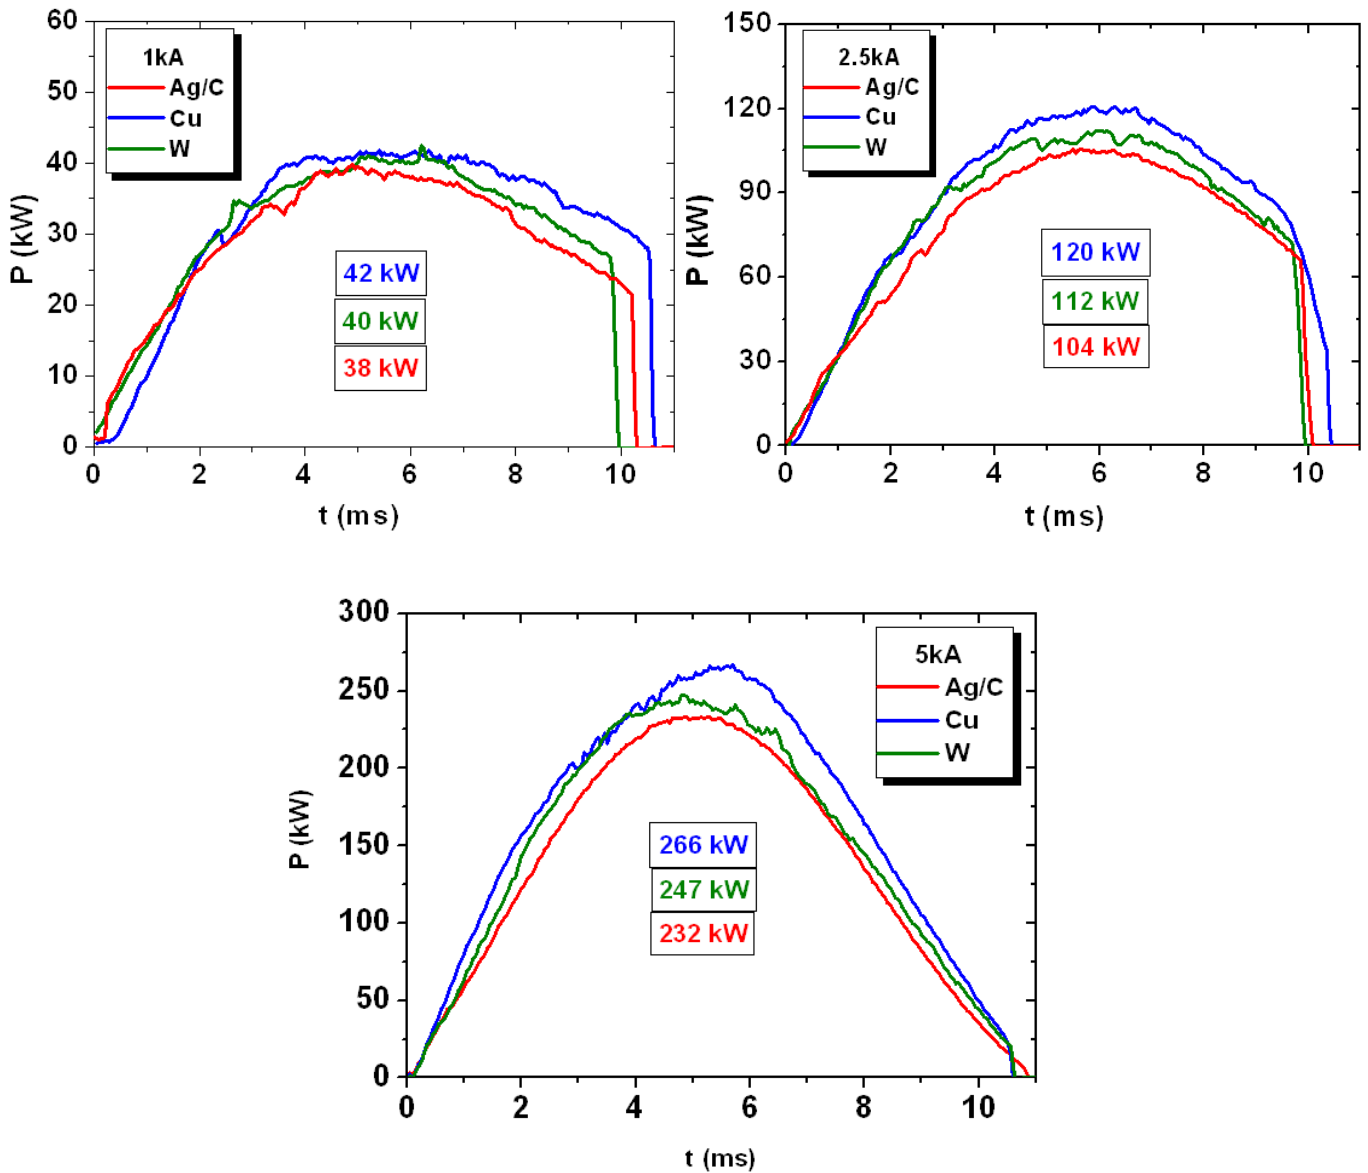 60
50
40
30
20
10
0
P (kW)
1kA
Ag/C
Cu
W
42 kW
40 kW
38 kW
0 2 4 6 8 10
t (ms)
150
120
90
60
30
0
P (kW)
2.5kA
Ag/C
Cu
W
120 kW
112 kW
104 kW
0 2 4 6 8 10
t (ms)
300
250
200
150
100
50
0
P (kW)
5kA
Ag/C
Cu
W
266 kW
247 kW
232 kW
0 2 4 6 8 10
t (ms)